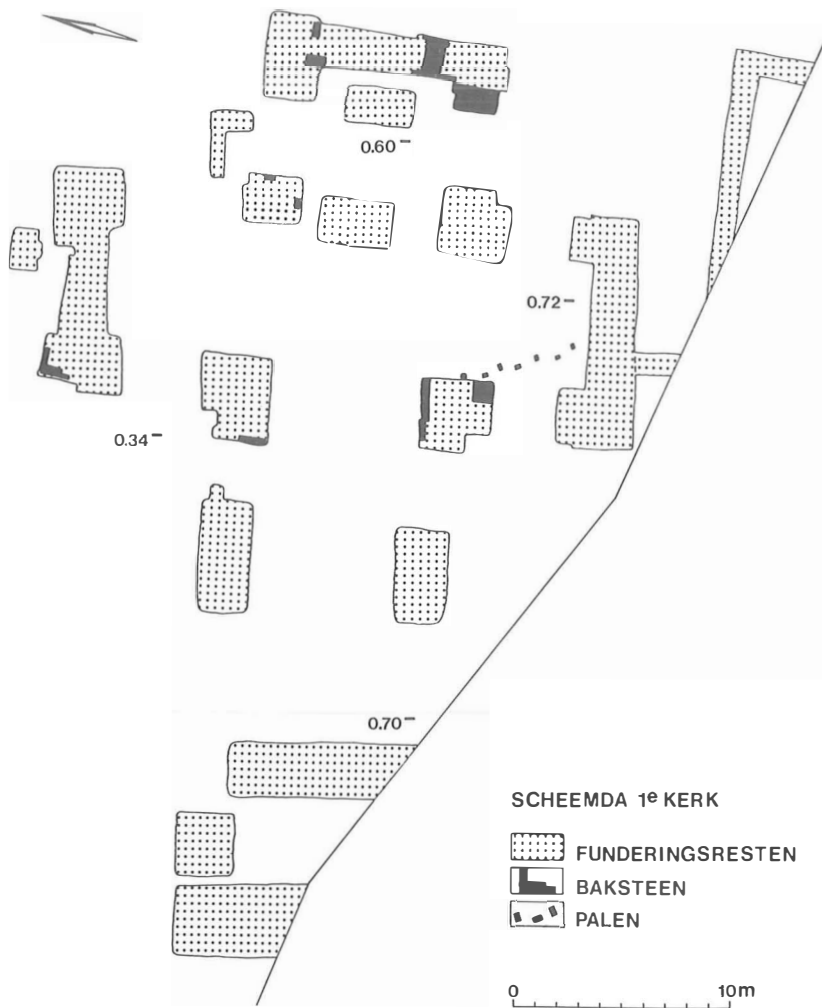 0.60
0.72
0.34
0.70
SCHEEMDA 1e KERK
FUNDERINGSRESTEN
BAKSTEEN
PALEN
0 10m